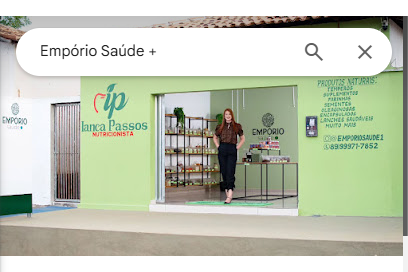 Empório Saúde +
PRODUTOS NATURAIS:
TEMPEROS
SUPLEMENTOS
FARINHAS
SEMENTES
OLEAGINOSAS
ENCAPSULADOS
LANCHES SAUDÁVEIS
MUITO MAIS
EMPORIOSAUDE1
89 99971-7652
ip
Ianca Passos
NUTRICIONISTA
EMPÓRIO
SAÚDE
EMPÓRIO
SAÚDE